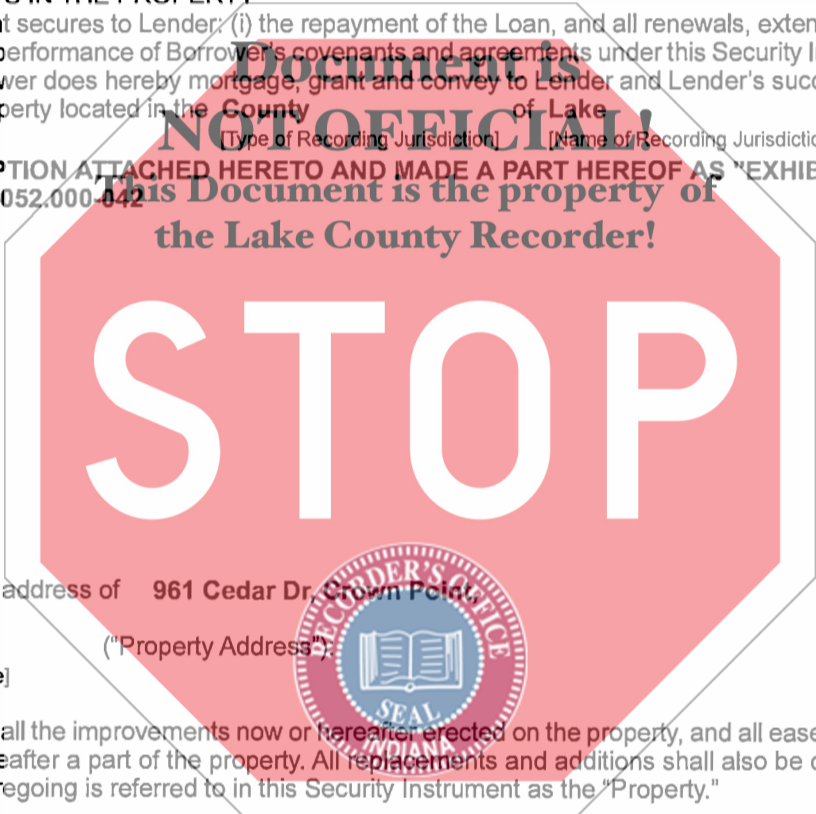 S IN THE PROPERTY
t secures to Lender: (i) the repayment of the Loan, and all renewals, exten
performance of Borrower's covenants and agreements under this Security I
wer does hereby mortgage, grant and convey to Lender and Lender's succ
perty located in the County of Lake
[Type of Recording Jurisdiction] [Name of Recording Jurisdictio
PTION ATTACHED HERETO AND MADE A PART HEREOF AS "EXHIB
052.000-042
Document is
NOT OFFICIAL!
This Document is the property of
the Lake County Recorder!
STOP
address of 961 Cedar Dr, Crown Point,
("Property Address"):
e]
RECORDER'S OFFICE
SEAL
INDIANA
all the improvements now or hereafter erected on the property, and all ease
eafter a part of the property. All replacements and additions shall also be c
regoing is referred to in this Security Instrument as the "Property."